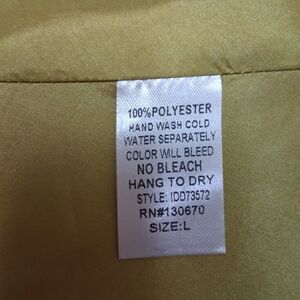 100%POLYESTER
HAND WASH COLD
WATER SEPARATELY
COLOR WILL BLEED
NO BLEACH
HANG TO DRY
STYLE: IDD73572
RN#130670
SIZE:L